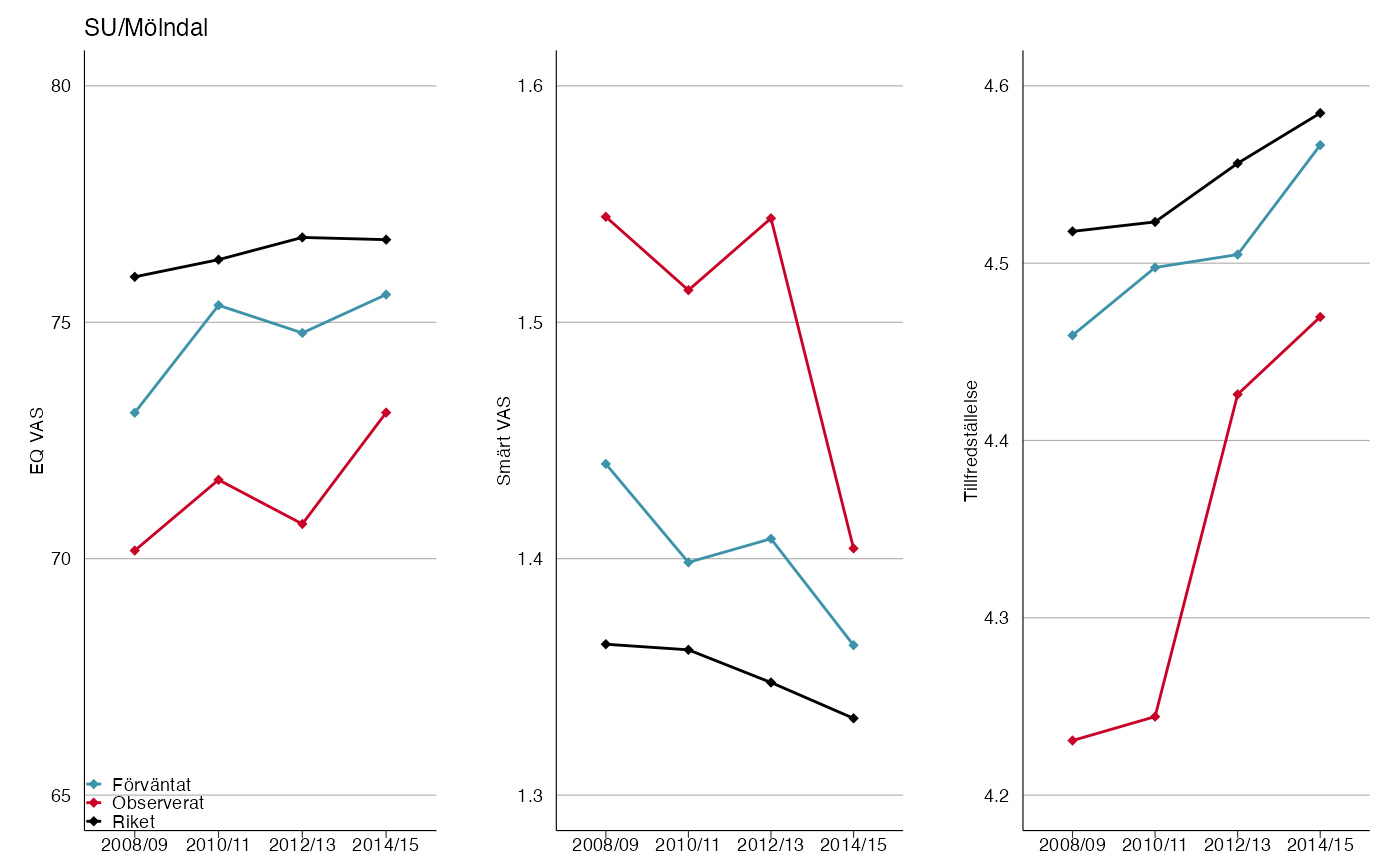 SU/Mölndal
EQ VAS
80
75
70
65
Förväntat
Observerat
Riket
2008/09 2010/11 2012/13 2014/15
Smärt VAS
1.6
1.5
1.4
1.3
2008/09 2010/11 2012/13 2014/15
Tillfredställelse
4.6
4.5
4.4
4.3
4.2
2008/09 2010/11 2012/13 2014/15